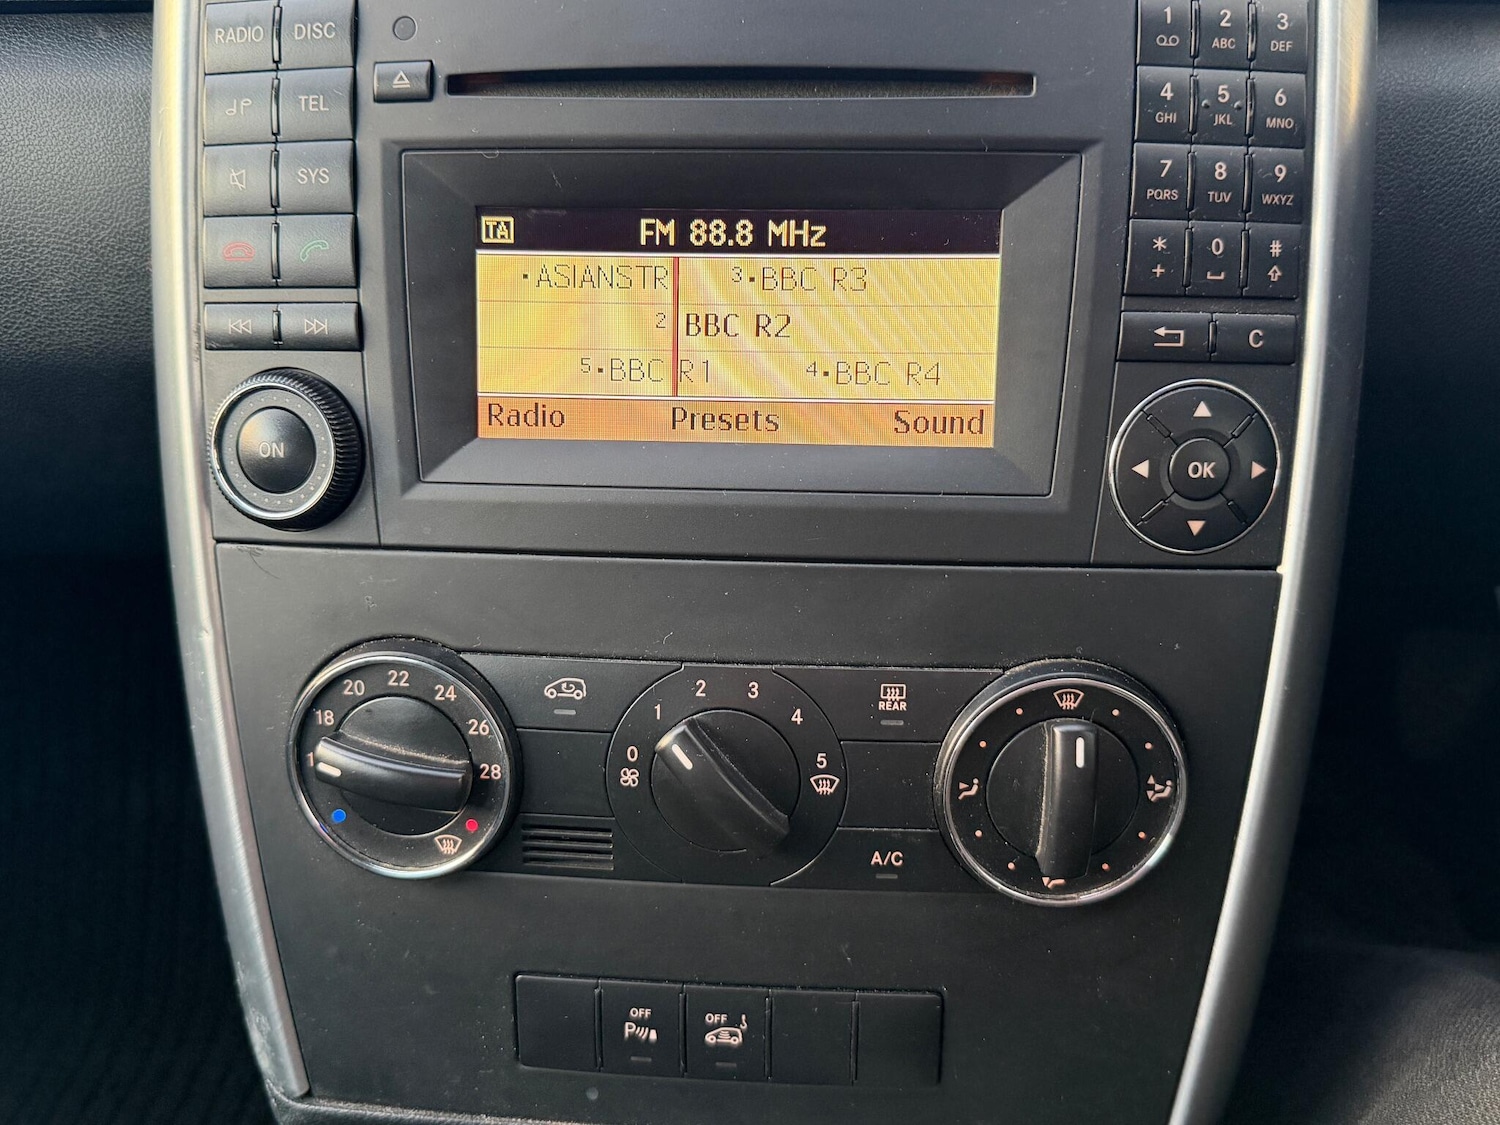 RADIO DISC
TEL
SYS
ON
TA FM 88.8 MHz
ASIANSTR 3 BBC R3
2 BBC R2
5 BBC R1 4 BBC R4
Radio Presets Sound
1 2 ABC 3 DEF
4 GHI 5 JKL 6 MNO
7 PQRS 8 TUV 9 WXYZ
* + 0 #
C
OK
18 20 22 24 26 28
0 1 2 3 4 5
REAR
A/C
OFF P OFF